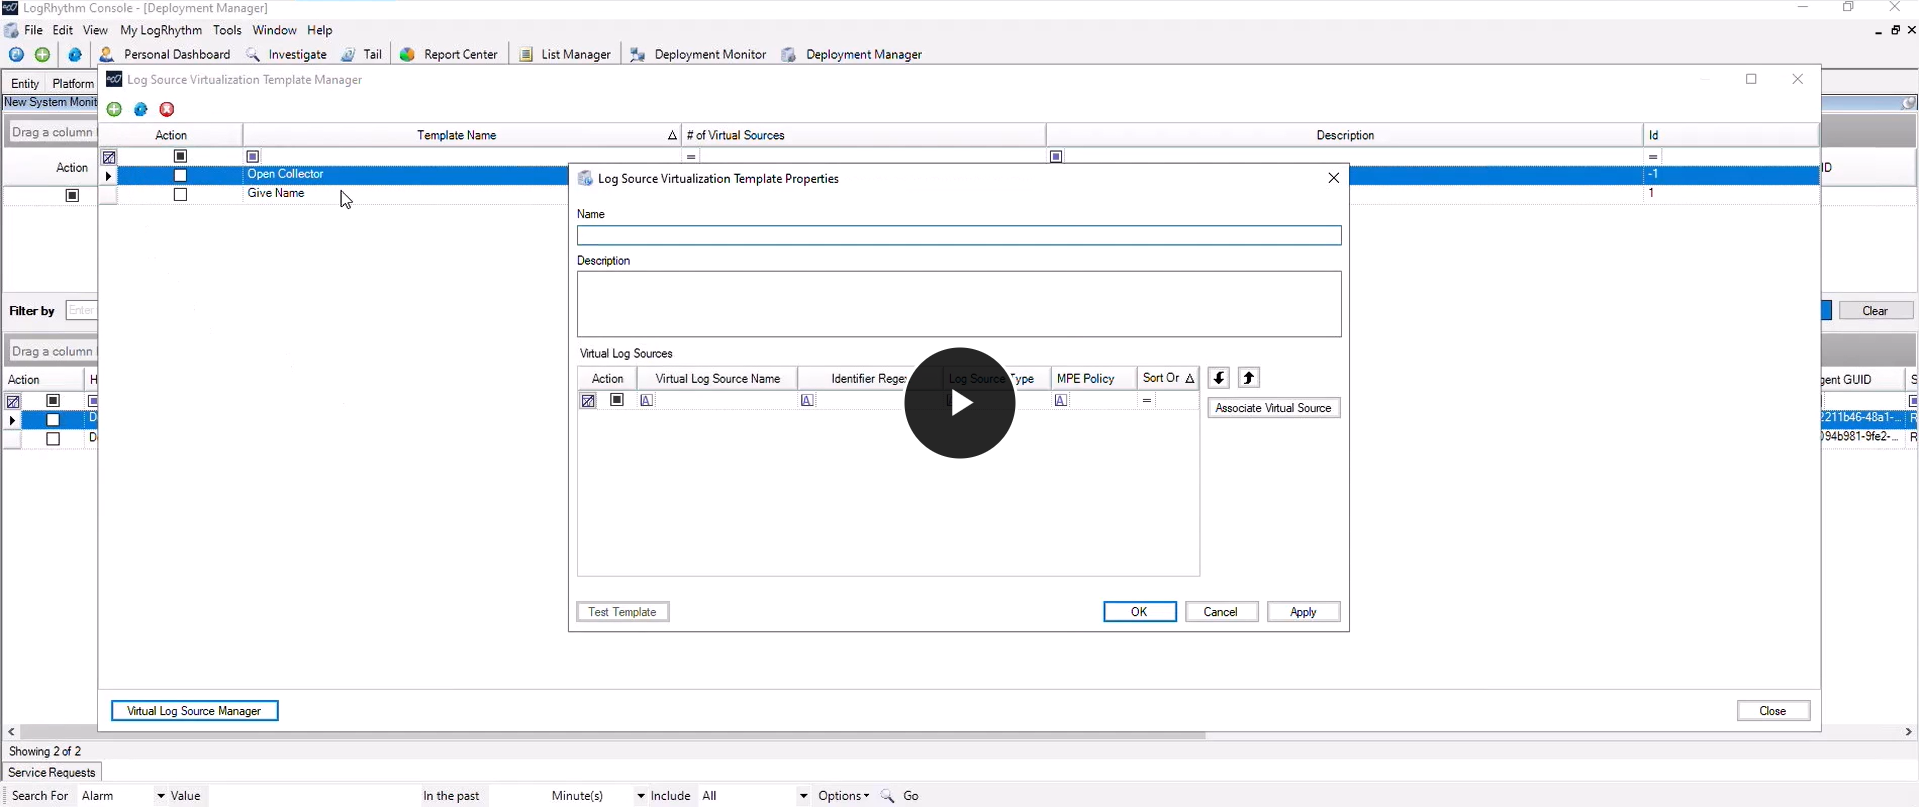 LogRhythm Console - [Deployment Manager]
File Edit View My LogRhythm Tools Window Help
Personal Dashboard Investigate Tail Report Center List Manager Deployment Monitor Deployment Manager
Entity Platform
Log Source Virtualization Template Manager
New System Monit
Drag a column
Action Template Name # of Virtual Sources Description Id
Action ID
Open Collector -1
Give Name 1
Log Source Virtualization Template Properties
Name
Description
Filter by Enter Clear
Virtual Log Sources
Drag a column
Action Virtual Log Source Name Identifier Regex Log Source Type MPE Policy Sort Or
Action H gent GUID S
Associate Virtual Source
D 2211b46-48a1-... R
D 094b981-9fe2-... R
Test Template OK Cancel Apply
Virtual Log Source Manager Close
Showing 2 of 2
Service Requests
Search For Alarm Value In the past Minute(s) Include All Options Go